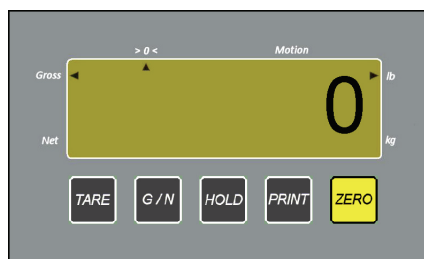 > 0 < Motion
Gross lb
0
Net kg
TARE G / N HOLD PRINT ZERO